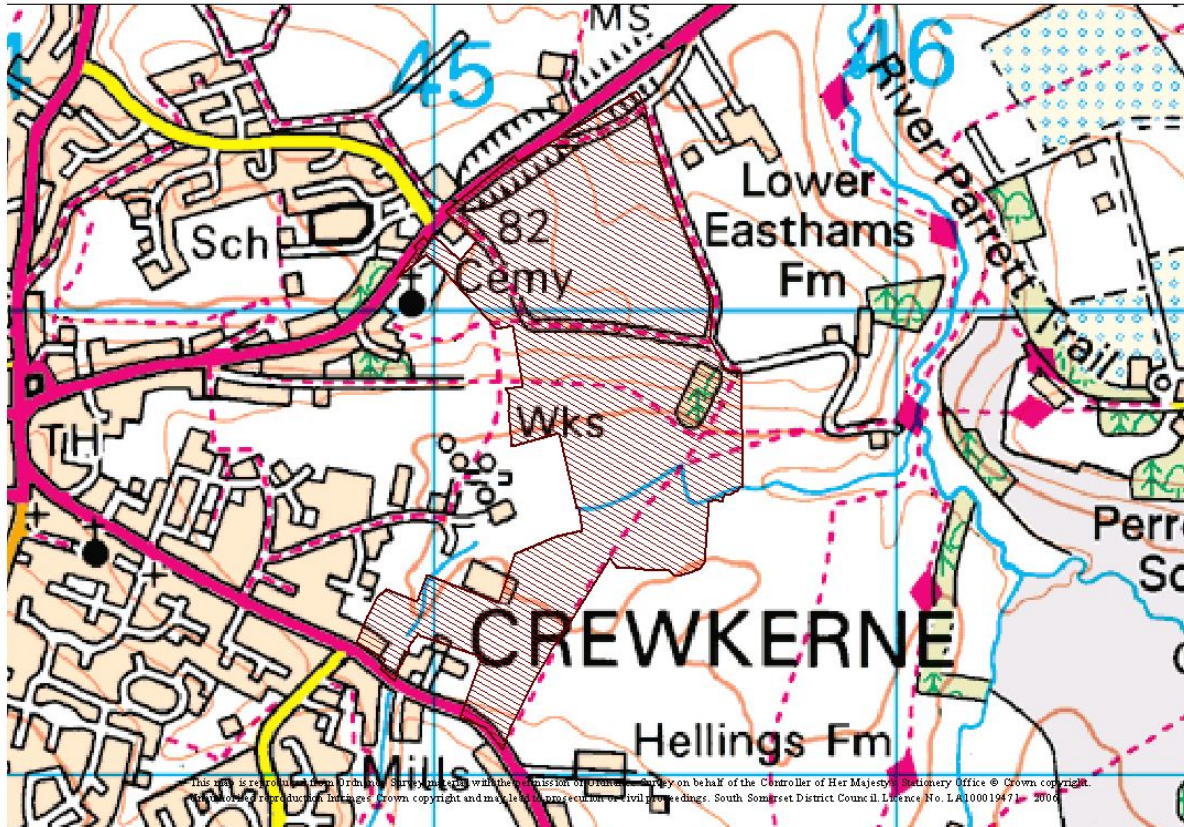 MS
45
46
River Parrett Trail
Lower
Easthams
Fm
Sch
82
Cemy
TH
Wks
CREWKERNE
Hellings Fm
Mills
This map is reproduced from Ordnance Survey material with the permission of Ordnance Survey on behalf of the Controller of Her Majesty's Stationery Office © Crown copyright.
Unauthorised reproduction infringes Crown copyright and may lead to prosecution or civil proceedings. South Somerset District Council. Licence No. LA100019471 - 2006